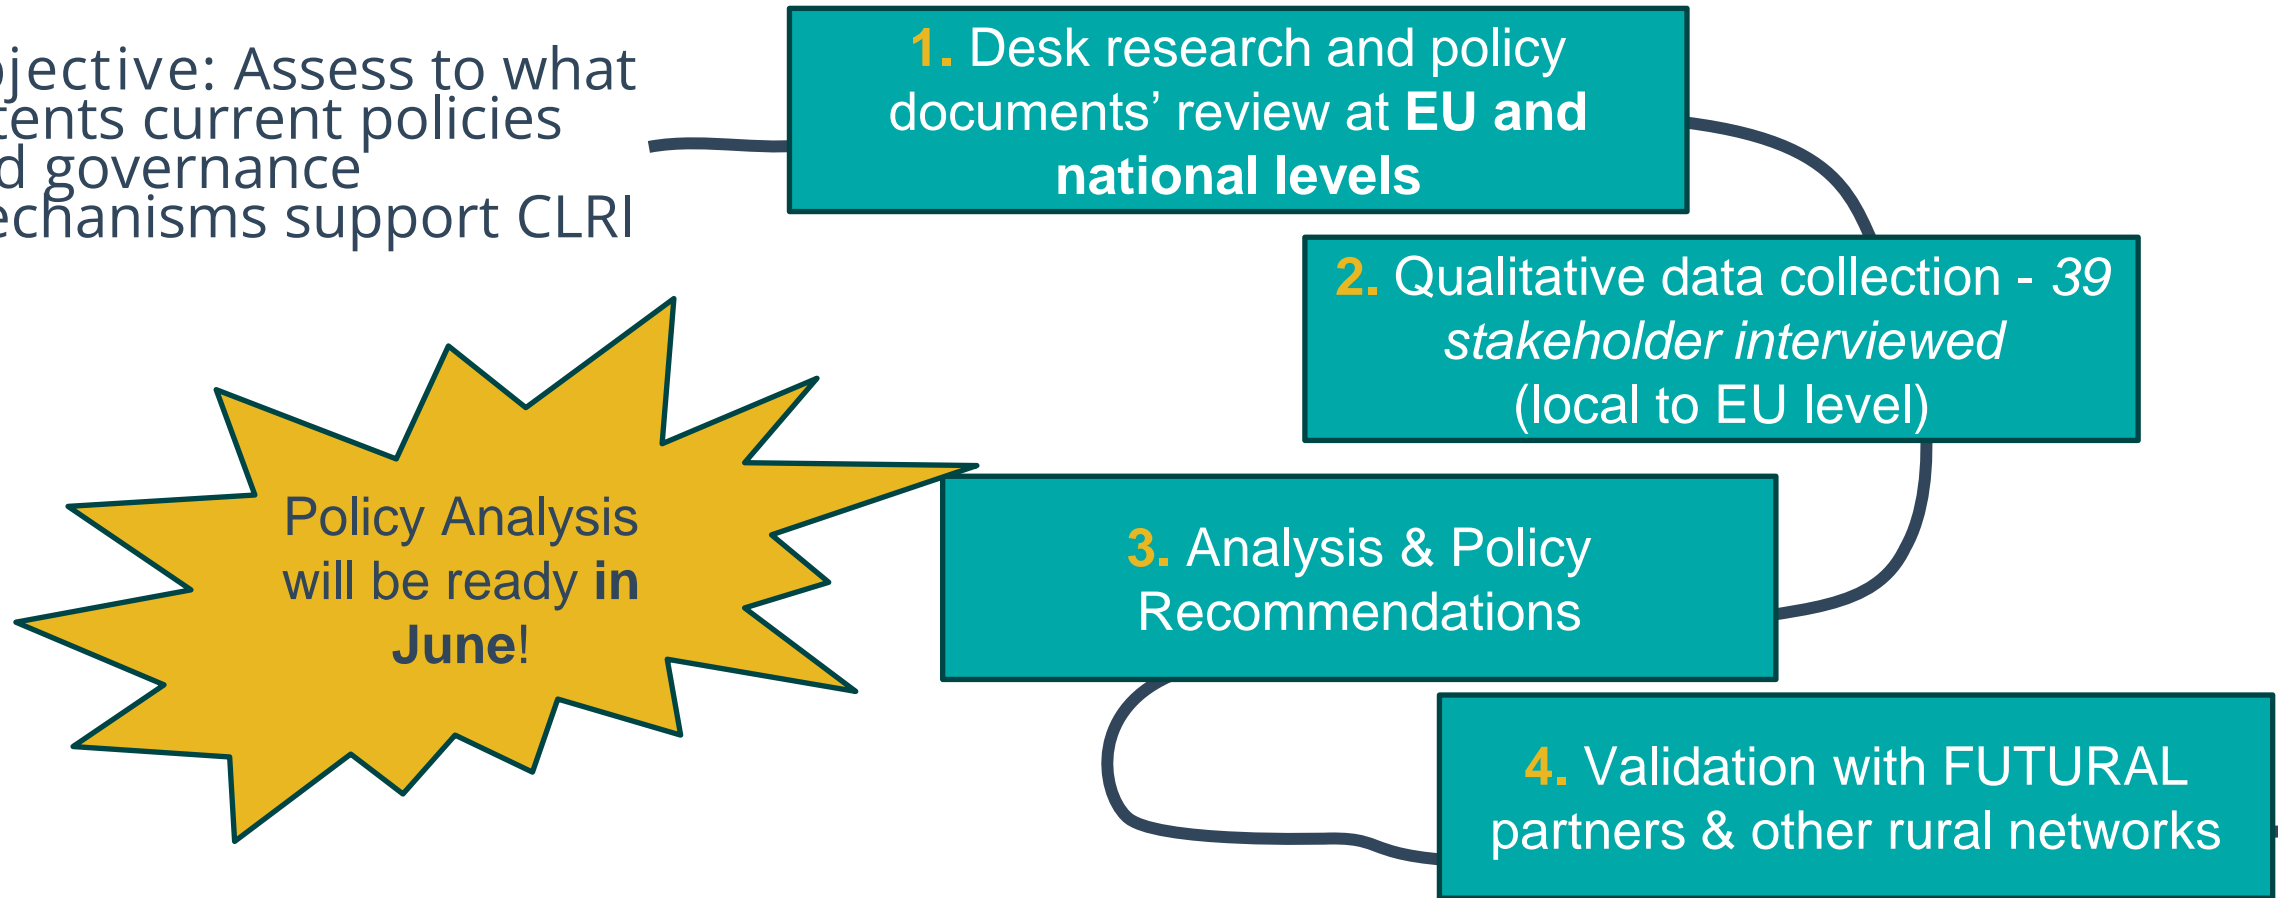 jective: Assess to what
tents current policies
d governance
echanisms support CLRI
1. Desk research and policy
documents’ review at EU and
national levels
2. Qualitative data collection - 39
stakeholder interviewed
(local to EU level)
Policy Analysis
will be ready in
June!
3. Analysis & Policy
Recommendations
4. Validation with FUTURAL
partners & other rural networks